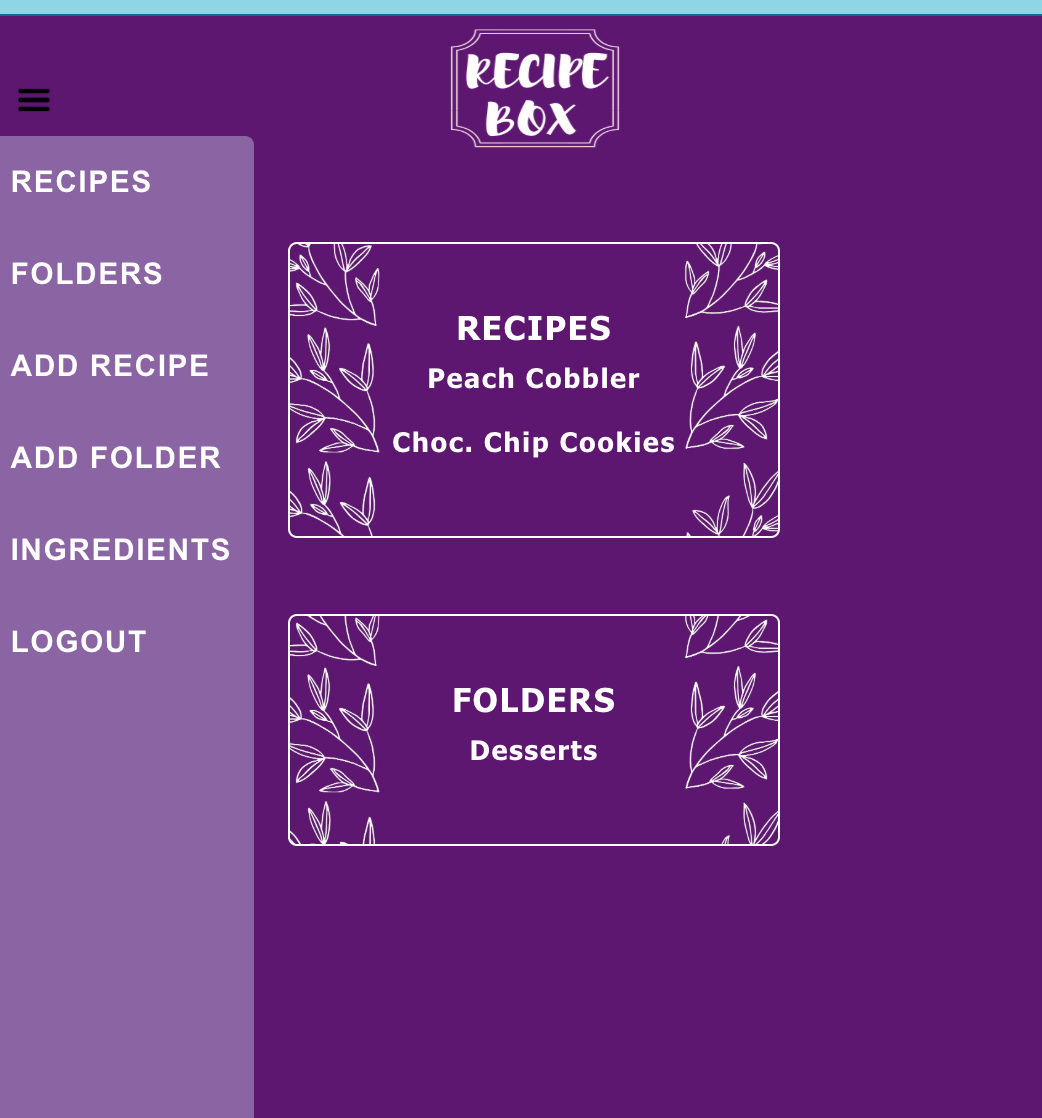 RECIPE
BOX
RECIPES
FOLDERS
ADD RECIPE
ADD FOLDER
INGREDIENTS
LOGOUT
RECIPES
Peach Cobbler
Choc. Chip Cookies
FOLDERS
Desserts